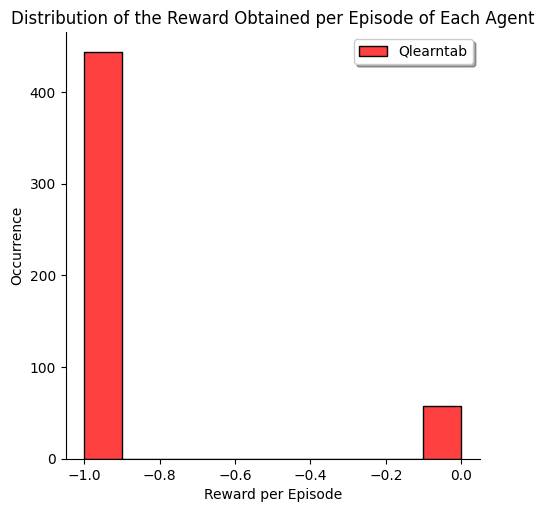 Distribution of the Reward Obtained per Episode of Each Agent
Qlearntab
400
300
200
100
0
Occurrence
−1.0 −0.8 −0.6 −0.4 −0.2 0.0
Reward per Episode